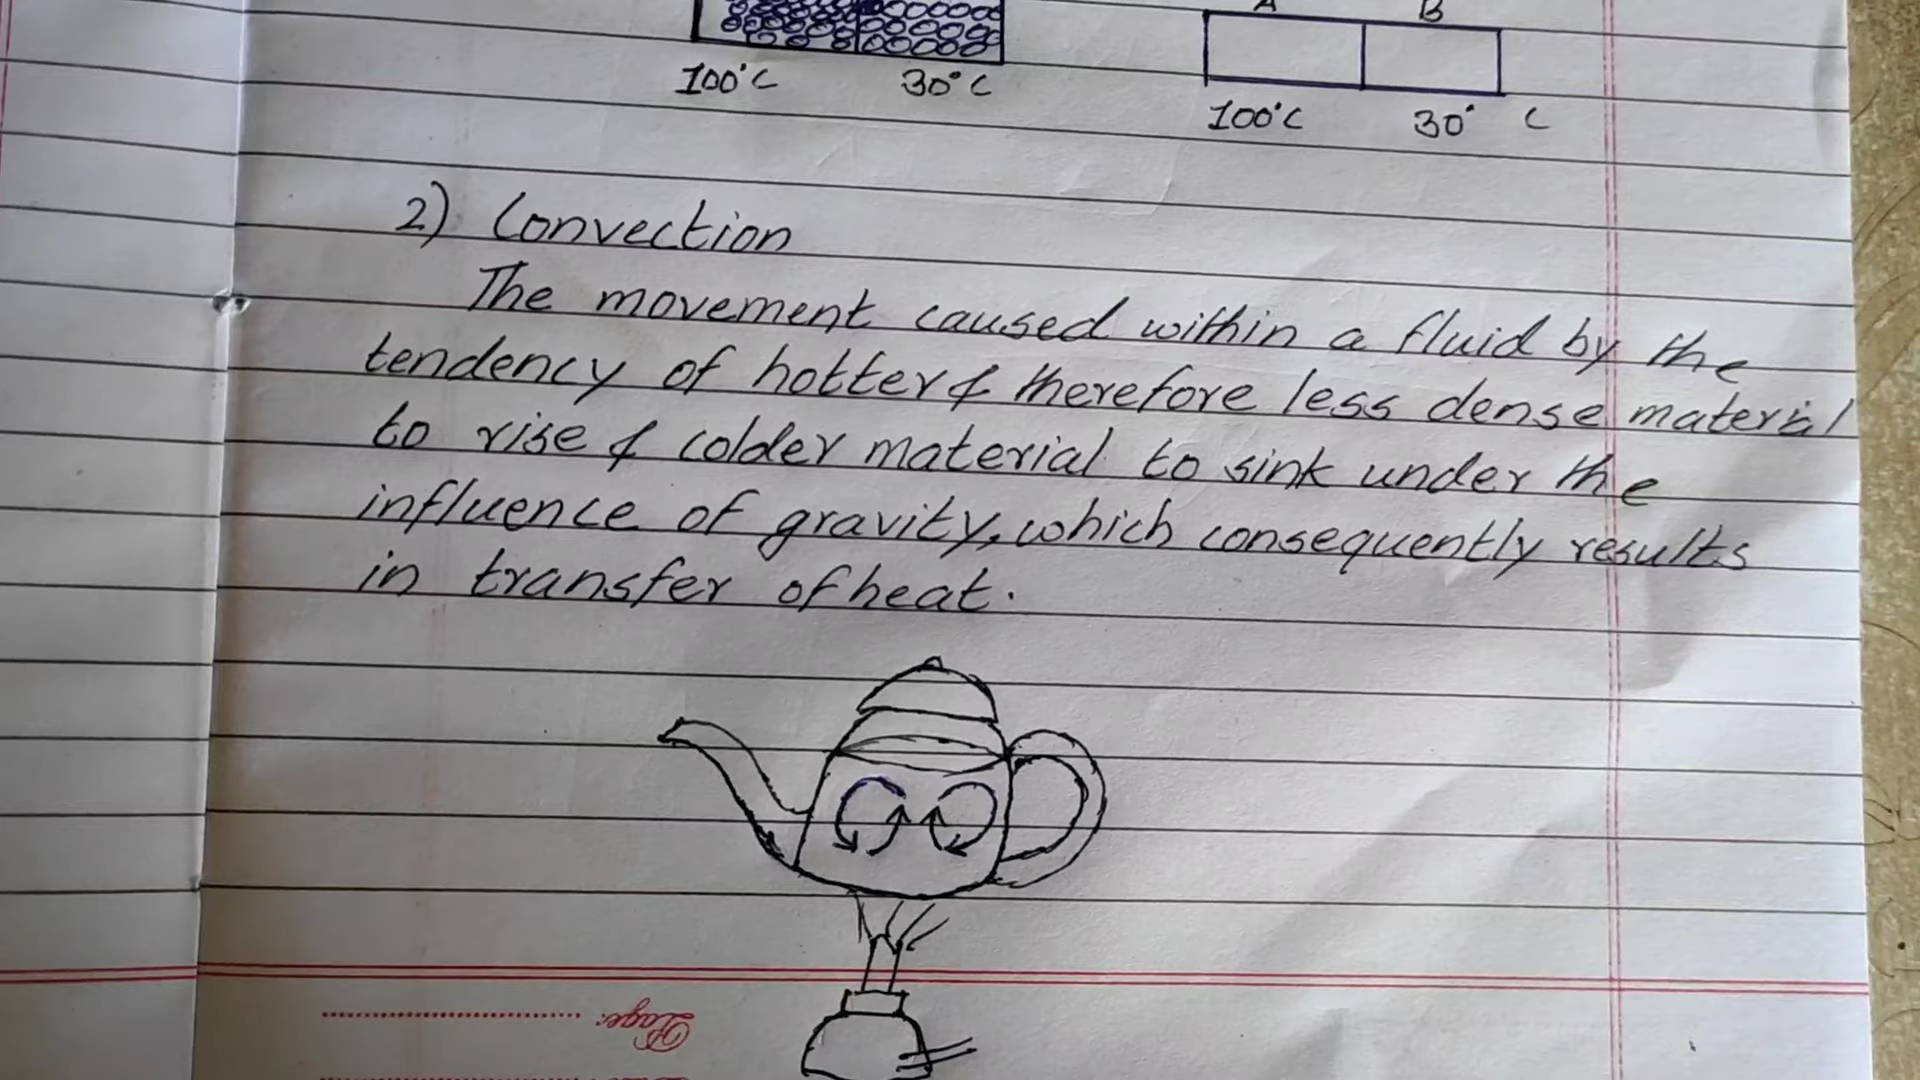 A B
100°C 30°C 100°C 30° C
2) Convection
The movement caused within a fluid by the
tendency of hotter & therefore less dense material
to rise & colder material to sink under the
influence of gravity, which consequently results
in transfer of heat.
Page: